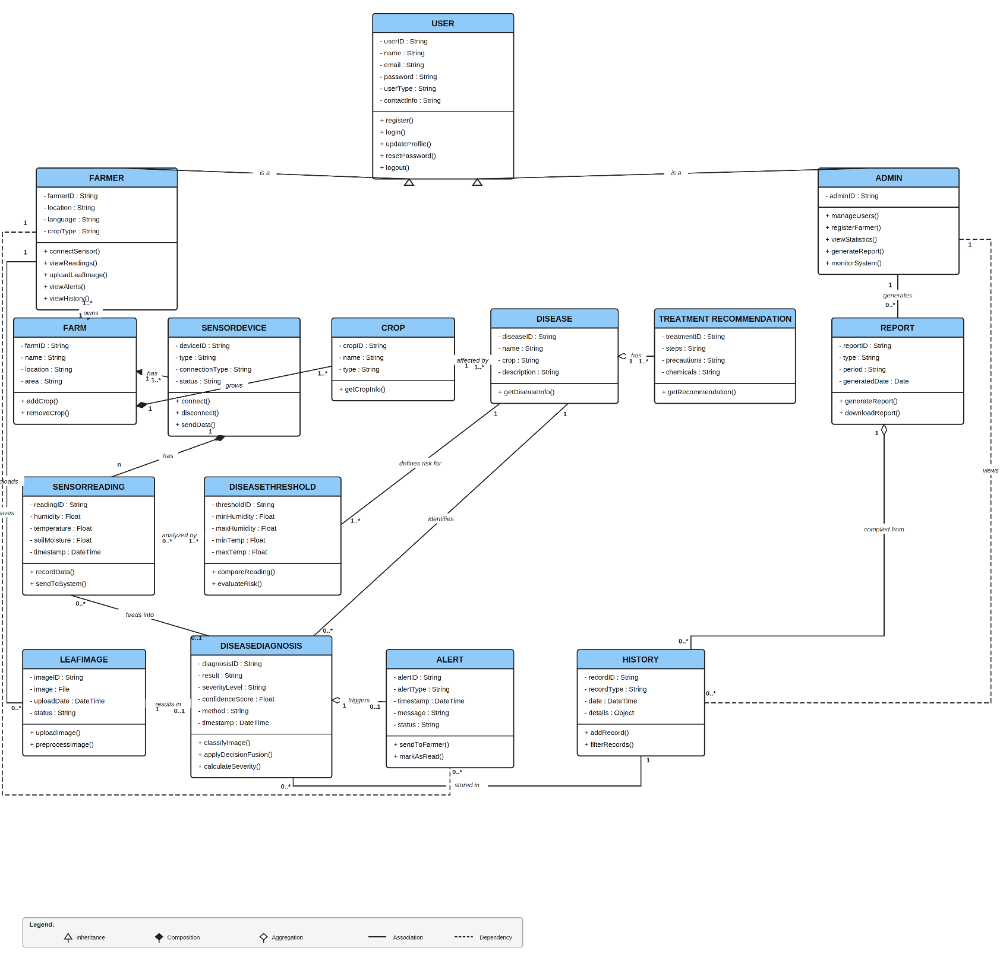 USER
- userID : String
- name : String
- email : String
- password : String
- userType : String
- contactInfo : String
+ register()
+ login()
+ updateProfile()
+ resetPassword()
+ logout()
is a
is a
FARMER
- farmerID : String
- location : String
- language : String
- cropType : String
+ connectSensor()
+ viewReadings()
+ uploadLeafImage()
+ viewAlerts()
+ viewHistory()
1
1
1..*
1
owns
ADMIN
- adminID : String
+ manageUsers()
+ registerFarmer()
+ viewStatistics()
+ generateReport()
+ monitorSystem()
1
1
generates
0..*
FARM
- farmID : String
- name : String
- location : String
- area : String
+ addCrop()
+ removeCrop()
has
1
1..*
1
grows
1..*
SENSORDEVICE
- deviceID : String
- type : String
- connectionType : String
- status : String
+ connect()
+ disconnect()
+ sendData()
1
has
n
CROP
- cropID : String
- name : String
- type : String
+ getCropInfo()
affected by
1
1..*
DISEASE
- diseaseID : String
- name : String
- crop : String
- description : String
+ getDiseaseInfo()
has
1
1..*
1
1
TREATMENT RECOMMENDATION
- treatmentID : String
- steps : String
- precautions : String
- chemicals : String
+ getRecommendation()
REPORT
- reportID : String
- type : String
- period : String
- generatedDate : Date
+ generateReport()
+ downloadReport()
1
defines risk for
views
ploads
eives
SENSORREADING
- readingID : String
- humidity : Float
- temperature : Float
- soilMoisture : Float
- timestamp : DateTime
+ recordData()
+ sendToSystem()
analyzed by
0..*
1..*
DISEASETHRESHOLD
- thresholdID : String
- minHumidity : Float
- maxHumidity : Float
- minTemp : Float
- maxTemp : Float
+ compareReading()
+ evaluateRisk()
1..*
identifies
compiled from
0..*
feeds into
0..1
0..*
0..*
LEAFIMAGE
- imageID : String
- image : File
- uploadDate : DateTime
- status : String
+ uploadImage()
+ preprocessImage()
0..*
results in
1
0..1
DISEASEDIAGNOSIS
- diagnosisID : String
- result : String
- severityLevel : String
- confidenceScore : Float
- method : String
- timestamp : DateTime
+ classifyImage()
+ applyDecisionFusion()
+ calculateSeverity()
triggers
1
0..1
ALERT
- alertID : String
- alertType : String
- timestamp : DateTime
- message : String
- status : String
+ sendToFarmer()
+ markAsRead()
HISTORY
- recordID : String
- recordType : String
- date : DateTime
- details : Object
+ addRecord()
+ filterRecords()
0..*
1
0..*
0..*
stored in
Legend:
Inheritance
Composition
Aggregation
Association
Dependency